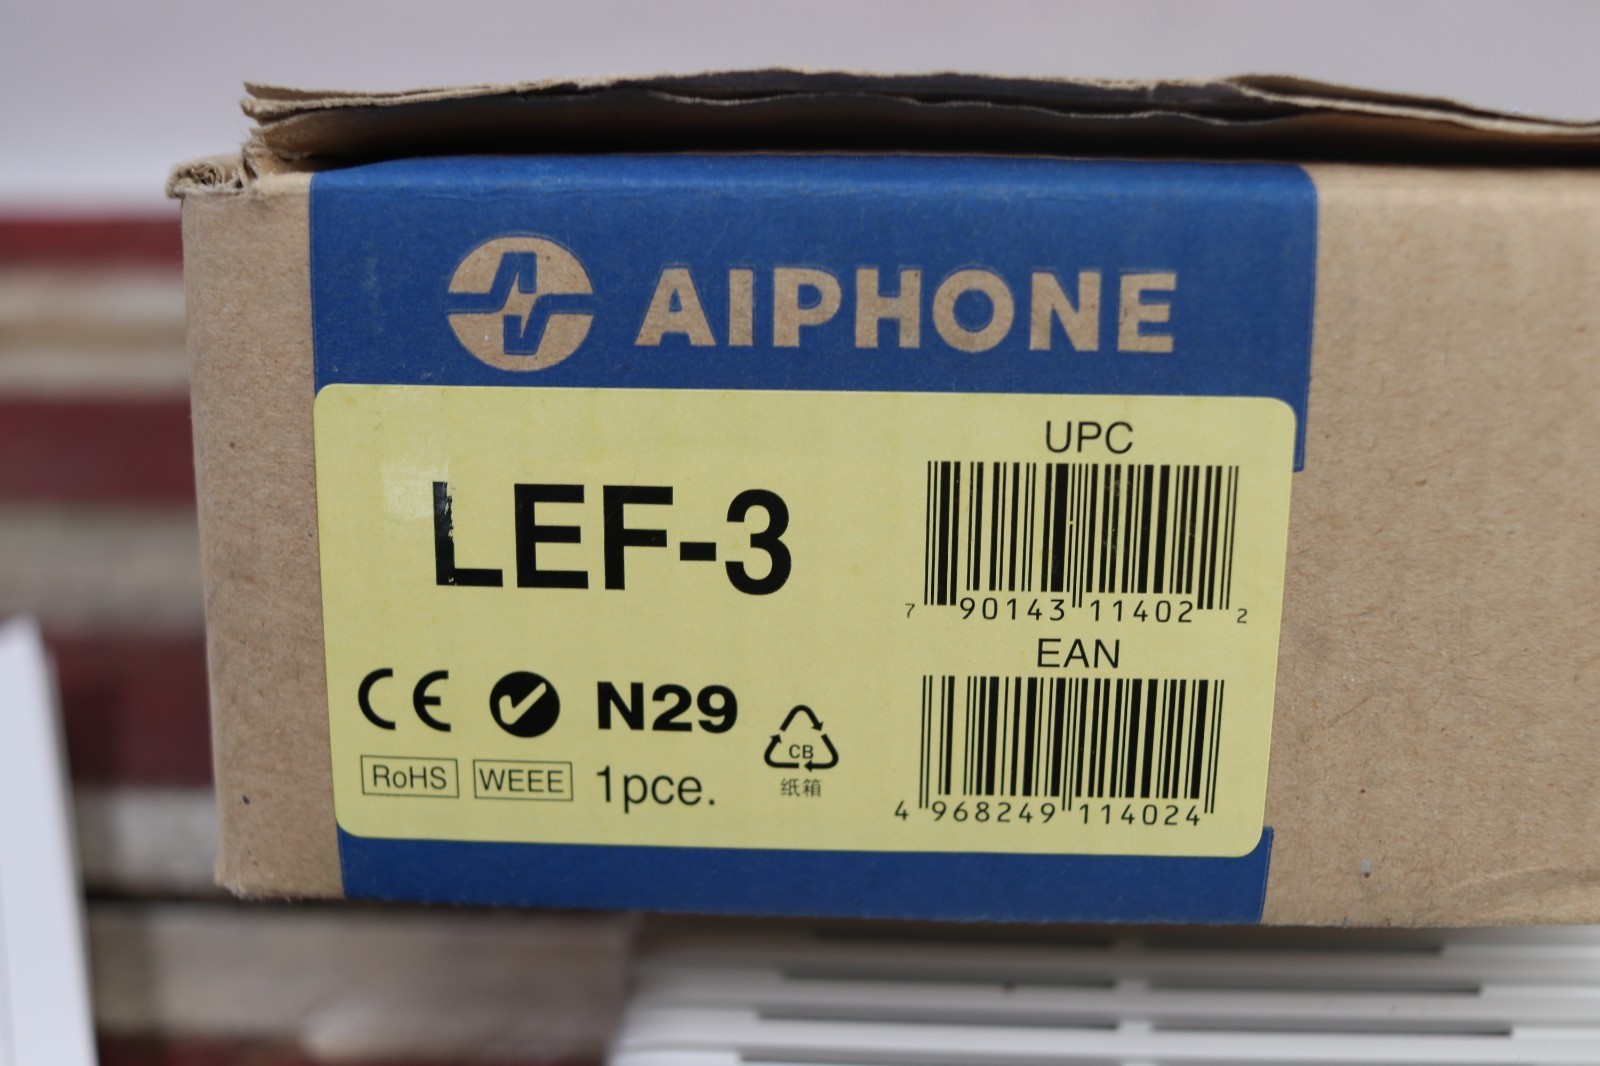 AIPHONE
LEF-3
UPC
7 90143 11402 2
EAN
4 968249 114024
CE N29
RoHS WEEE 1pce.
CB
纸箱